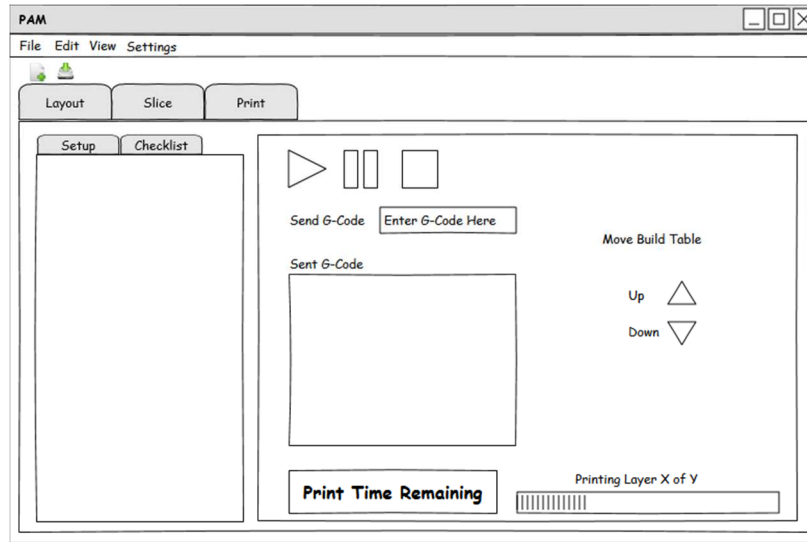 PAM
File Edit View Settings
Layout Slice Print
Setup Checklist
Send G-Code Enter G-Code Here
Move Build Table
Sent G-Code
Up
Down
Printing Layer X of Y
Print Time Remaining